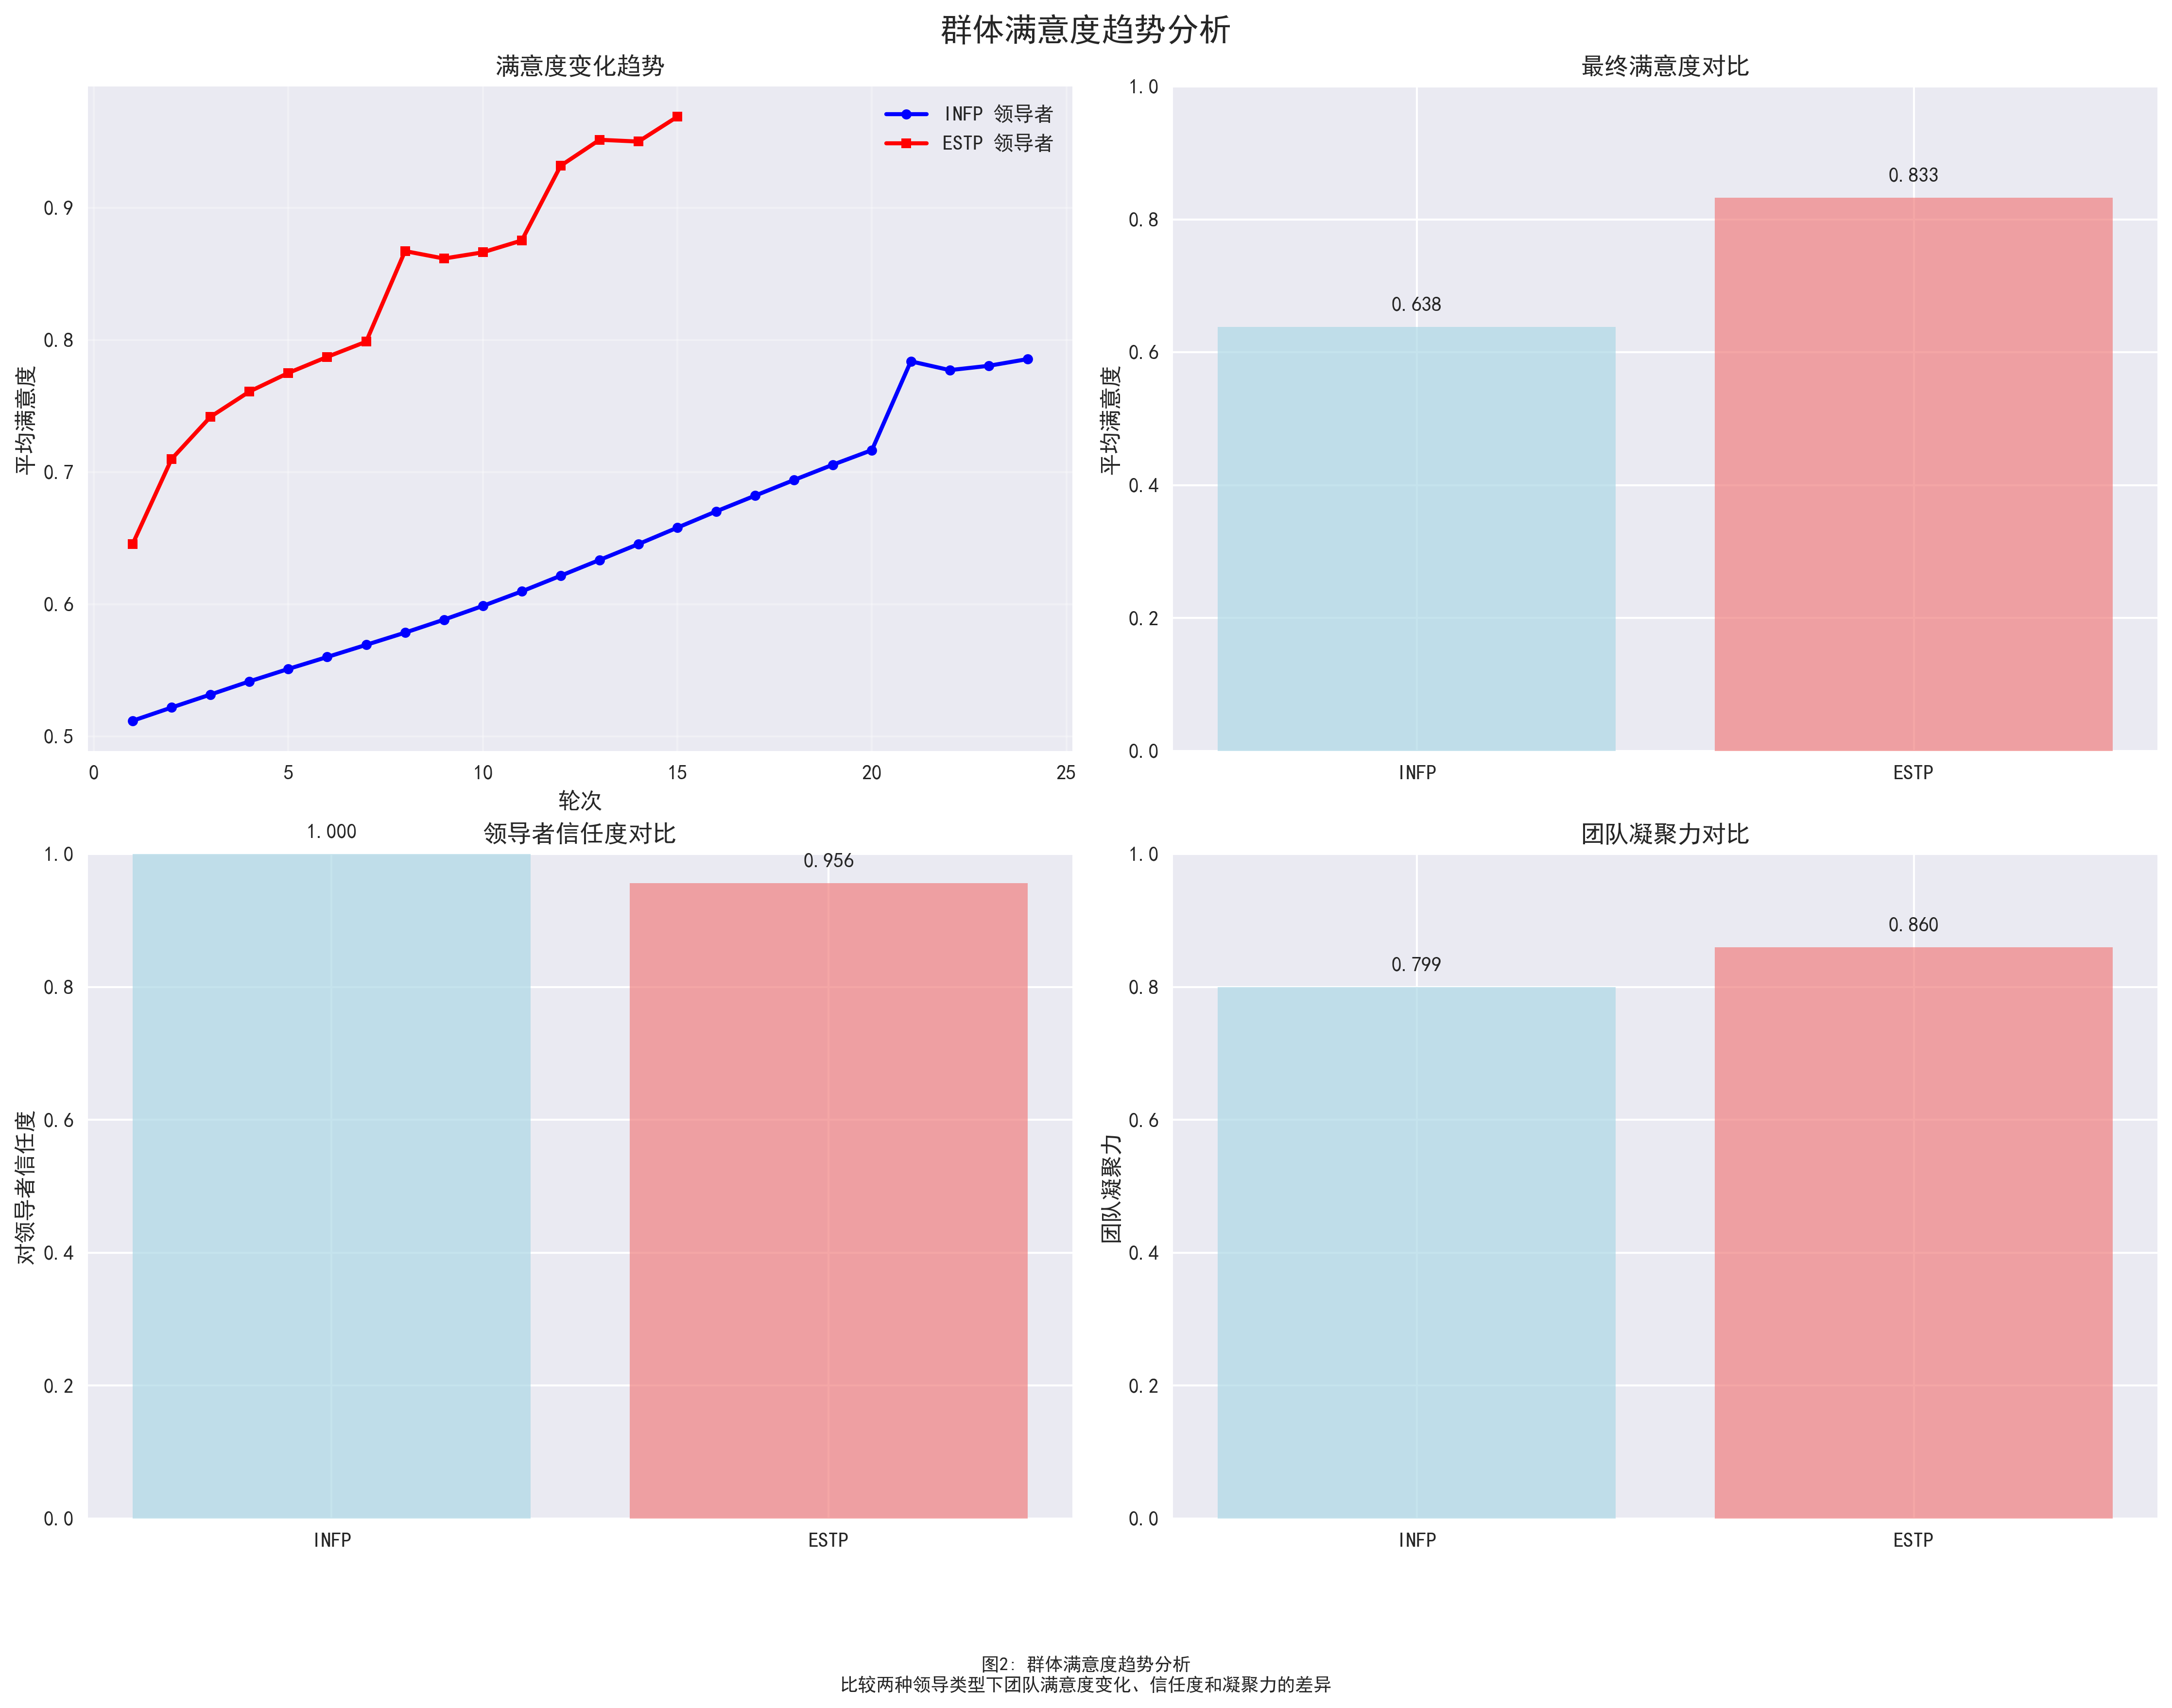 群体满意度趋势分析
满意度变化趋势
INFP 领导者
ESTP 领导者
平均满意度
0.9
0.8
0.7
0.6
0.5
0
5
10
15
20
25
轮次
最终满意度对比
平均满意度
1.0
0.8
0.6
0.4
0.2
0.0
0.638
0.833
INFP
ESTP
领导者信任度对比
对领导者信任度
1.0
0.8
0.6
0.4
0.2
0.0
1.000
0.956
INFP
ESTP
团队凝聚力对比
团队凝聚力
1.0
0.8
0.6
0.4
0.2
0.0
0.799
0.860
INFP
ESTP
图2: 群体满意度趋势分析
比较两种领导类型下团队满意度变化、信任度和凝聚力的差异